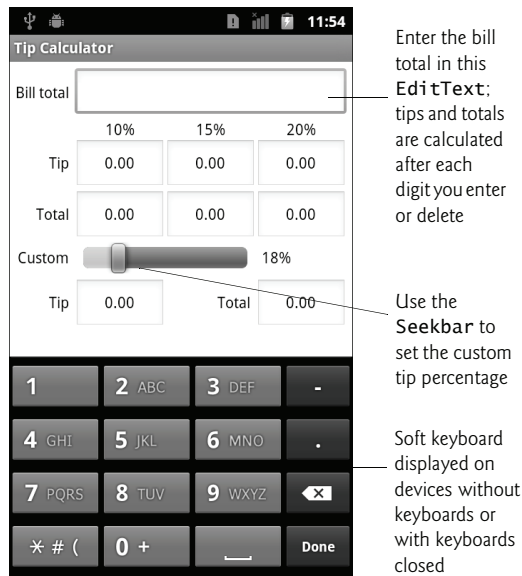 11:54
Tip Calculator
Bill total
10% 15% 20%
Tip 0.00 0.00 0.00
Total 0.00 0.00 0.00
Custom 18%
Tip 0.00 Total 0.00
1 2 ABC 3 DEF -
4 GHI 5 JKL 6 MNO .
7 PQRS 8 TUV 9 WXYZ
* # ( 0 + Done
Enter the bill
total in this
EditText;
tips and totals
are calculated
after each
digit you enter
or delete
Use the
Seekbar to
set the custom
tip percentage
Soft keyboard
displayed on
devices without
keyboards or
with keyboards
closed